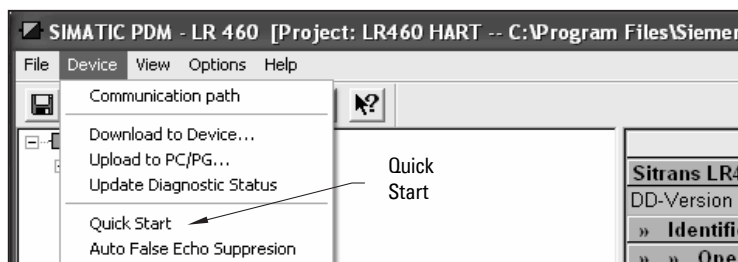 SIMATIC PDM - LR 460 [Project: LR460 HART -- C:\Program Files\Siemen
File Device View Options Help
Communication path
Download to Device...
Upload to PC/PG...
Update Diagnostic Status
Quick Start
Auto False Echo Suppresion
Quick
Start
Sitrans LR4
DD-Version
» Identifi
» » Ope